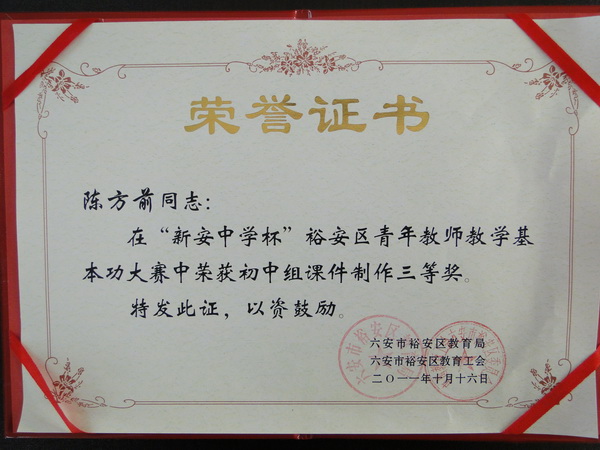 荣誉证书
陈方前同志：
在“新安中学杯”裕安区青年教师教学基
本功大赛中荣获初中组课件制作三等奖。
特发此证，以资鼓励。
六安市裕安区教育局
六安市裕安区教育工会
二〇一一年十月十六日